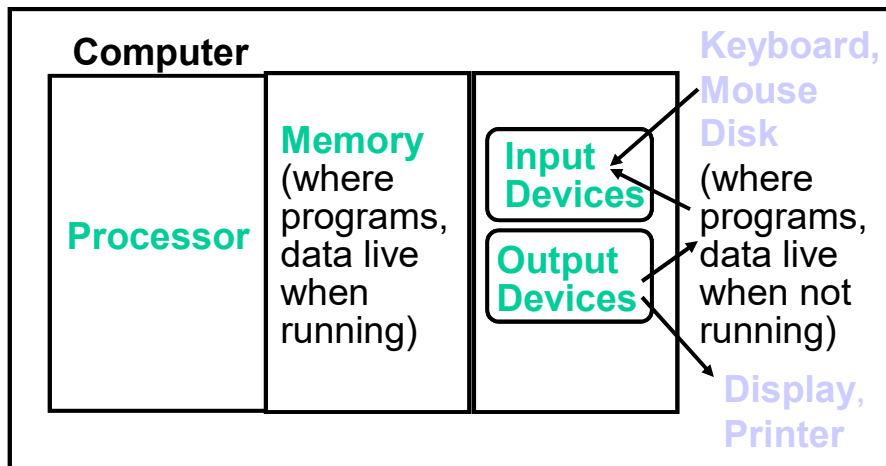 Computer
Processor
Memory
(where
programs,
data live
when
running)
Input
Devices
Output
Devices
Keyboard,
Mouse
Disk
(where
programs,
data live
when not
running)
Display,
Printer